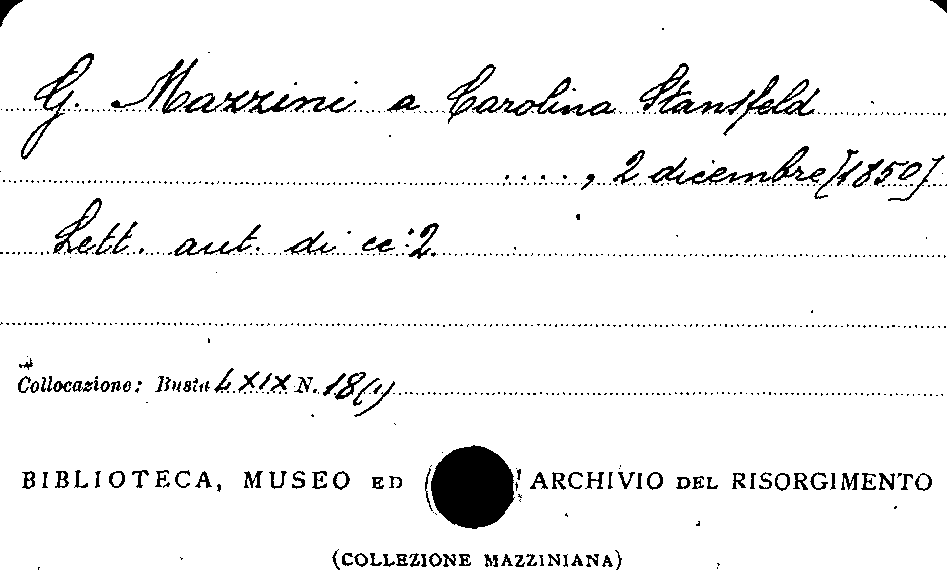 G. Mazzini a Carolina Stansfeld
...., 2 dicembre [1850]
Lett. aut. di cc. 2.
Collocazione: Busta LXIX N. 18(1)
BIBLIOTECA, MUSEO ED ARCHIVIO DEL RISORGIMENTO
(COLLEZIONE MAZZINIANA)